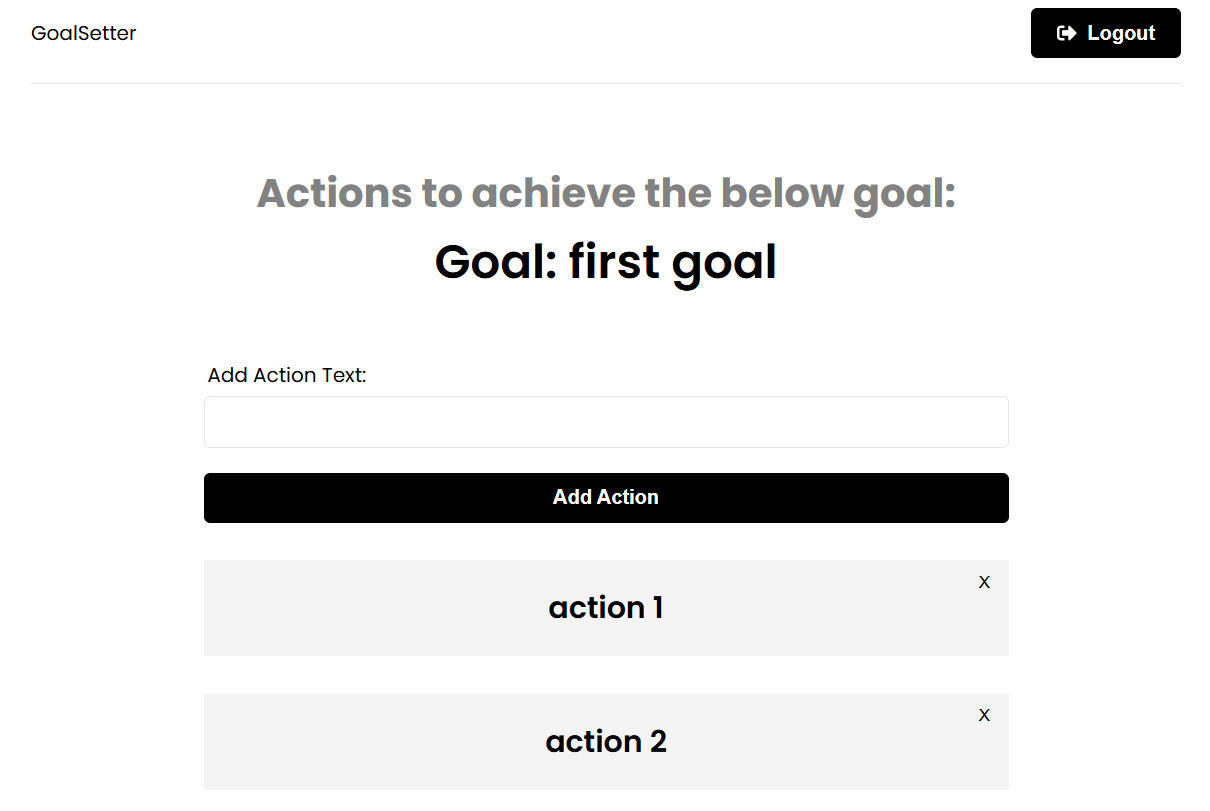 GoalSetter
Logout
Actions to achieve the below goal:
Goal: first goal
Add Action Text:
Add Action
X
action 1
X
action 2